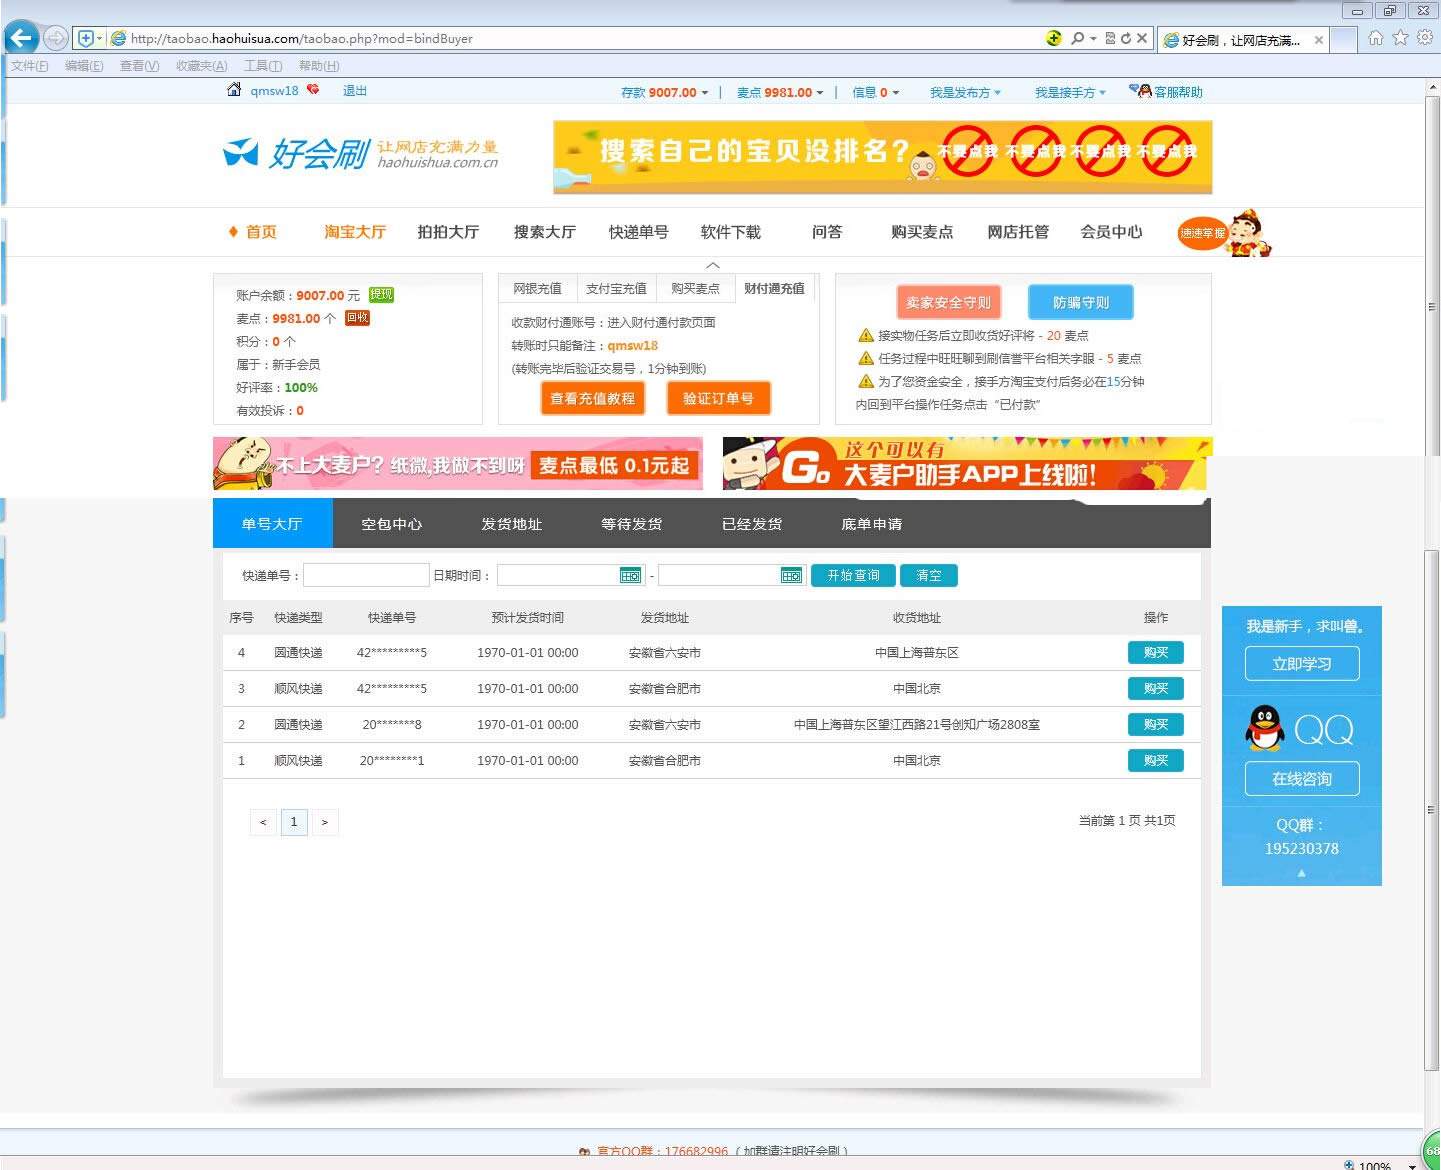 http://taobao.haohuisua.com/taobao.php?mod=bindBuyer
好会刷，让网店充满...
文件(F) 编辑(E) 查看(V) 收藏夹(A) 工具(T) 帮助(H)
qmsw18 退出 存款 9007.00 麦点 9981.00 信息 0 我是发布方 我是接手方 客服帮助
好会刷 让网店充满力量
haohuishua.com.cn
搜索自己的宝贝没排名? 不要点我 不要点我 不要点我 不要点我
首页 淘宝大厅 拍拍大厅 搜索大厅 快递单号 软件下载 问答 购买麦点 网店托管 会员中心 速速掌握
账户余额：9007.00 元 提现
麦点：9981.00 个 回收
积分：0 个
属于：新手会员
好评率：100%
有效投诉：0
网银充值 支付宝充值 购买麦点 财付通充值
收款财付通账号：进入财付通付款页面
转账时只能备注：qmsw18
(转账完毕后验证交易号，1分钟到账)
查看充值教程 验证订单号
卖家安全守则 防骗守则
接实物任务后立即收货好评将 - 20 麦点
任务过程中旺旺聊到刷信誉平台相关字眼 - 5 麦点
为了您资金安全，接手方淘宝支付后务必在15分钟
内回到平台操作任务点击“已付款”
不上大麦户? 纸微,我做不到呀 麦点最低 0.1元起
Go 这个可以有
大麦户助手APP上线啦!
单号大厅 空包中心 发货地址 等待发货 已经发货 底单申请
快递单号： 日期时间： - 开始查询 清空
序号 快递类型 快递单号 预计发货时间 发货地址 收货地址 操作
4 圆通快递 42*********5 1970-01-01 00:00 安徽省六安市 中国上海普东区 购买
3 顺风快递 42*********5 1970-01-01 00:00 安徽省合肥市 中国北京 购买
2 圆通快递 20*******8 1970-01-01 00:00 安徽省六安市 中国上海普东区望江西路21号创知广场2808室 购买
1 顺风快递 20********1 1970-01-01 00:00 安徽省合肥市 中国北京 购买
< 1 > 当前第 1 页 共1页
我是新手，求叫兽。
立即学习
QQ
在线咨询
QQ群：
195230378
官方QQ群：176682996（加群请注明好会刷）
68
100%